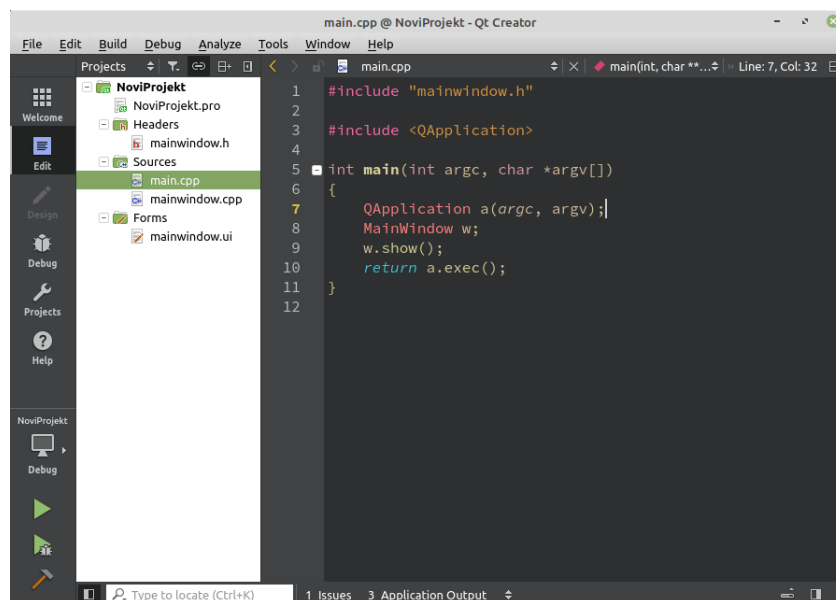 main.cpp @ NoviProjekt - Qt Creator
File Edit Build Debug Analyze Tools Window Help
Projects
main.cpp
main(int, char **...
Line: 7, Col: 32
Welcome
Edit
Design
Debug
Projects
Help
NoviProjekt
Debug
NoviProjekt
NoviProjekt.pro
Headers
mainwindow.h
Sources
main.cpp
mainwindow.cpp
Forms
mainwindow.ui
1 #include "mainwindow.h"
2
3 #include <QApplication>
4
5 int main(int argc, char *argv[])
6 {
7 QApplication a(argc, argv);
8 MainWindow w;
9 w.show();
10 return a.exec();
11 }
12
Type to locate (Ctrl+K)
1 Issues 3 Application Output